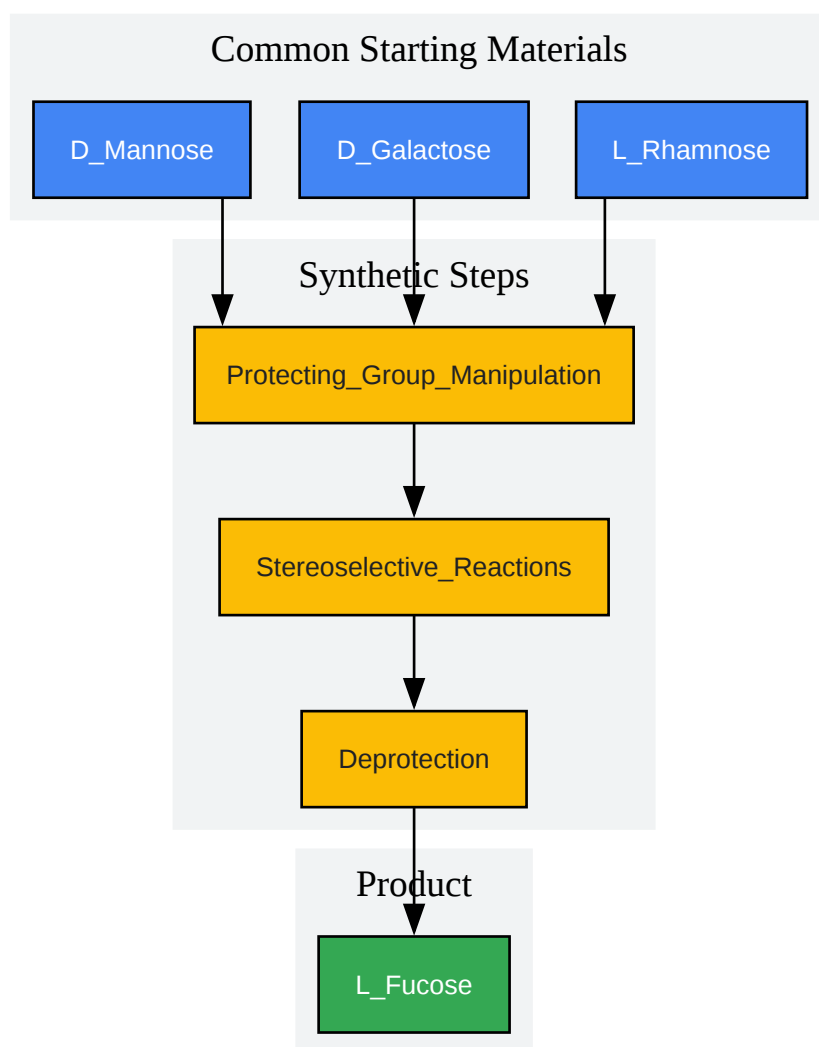 Common Starting Materials
D_Mannose
D_Galactose
L_Rhamnose
Synthetic Steps
Protecting_Group_Manipulation
Stereoselective_Reactions
Deprotection
Product
L_Fucose